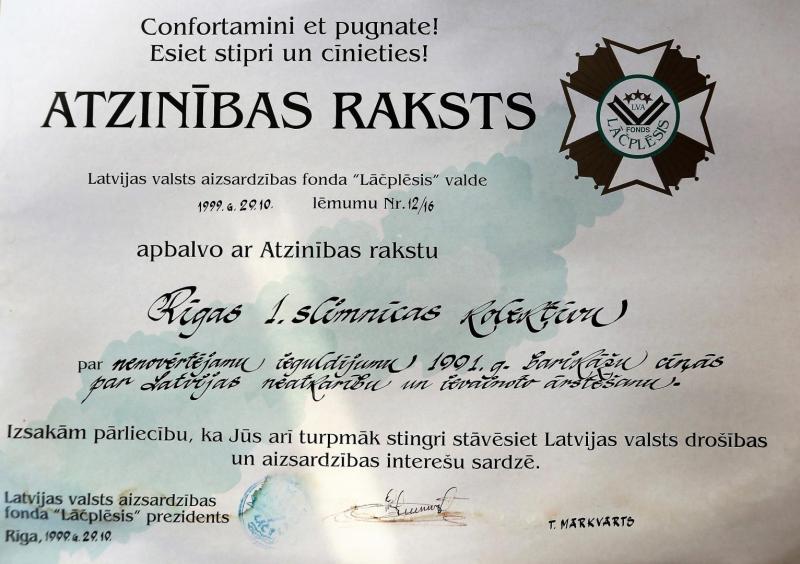 Confortamini et pugnate!
Esiet stipri un cīnieties!
ATZINĪBAS RAKSTS
LVA
FONDS
LĀČPLĒSIS
Latvijas valsts aizsardzības fonda "Lāčplēsis" valde
1999.g. 29.10. lēmumu Nr. 12/16
apbalvo ar Atzinības rakstu
Rīgas 1. slimnīcas kolektīvu
par nenovērtējamu ieguldījumu 1991.g. barikāžu cīņās
par Latvijas neatkarību un ievainoto ārstēšanu.
Izsakām pārliecību, ka Jūs arī turpmāk stingri stāvēsiet Latvijas valsts drošības
un aizsardzības interešu sardzē.
Latvijas valsts aizsardzības
fonda "Lāčplēsis" prezidents
T. MARKVARTS
Rīga, 1999.g. 29.10.